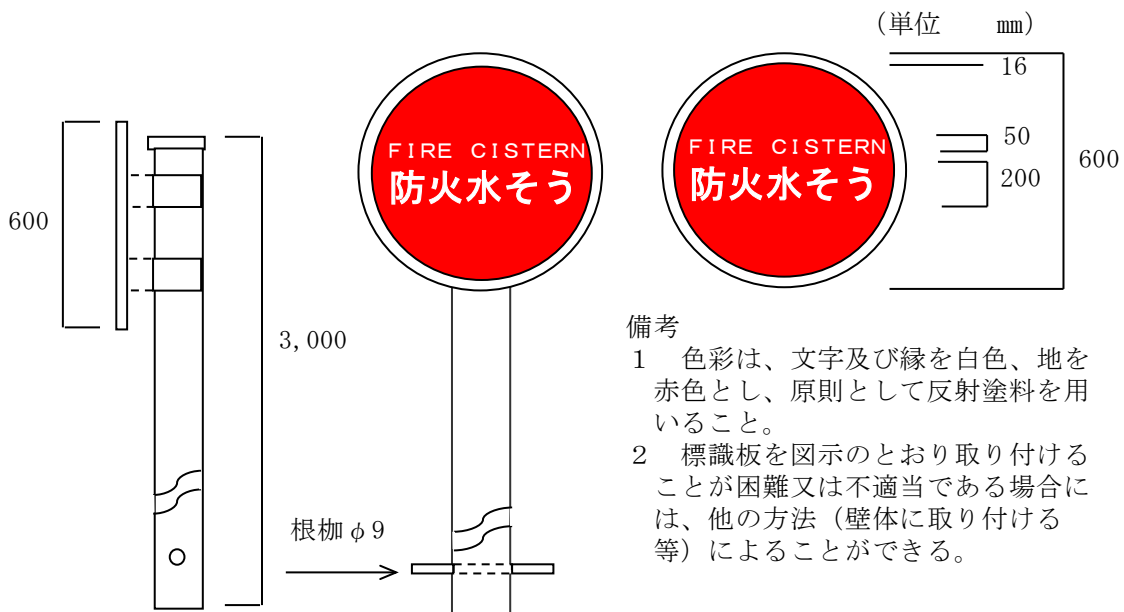 (単位　mm)
16
50
200
600
FIRE CISTERN
防火水そう
FIRE CISTERN
防火水そう
600
3,000
根枷φ9
備考
１　色彩は、文字及び縁を白色、地を
赤色とし、原則として反射塗料を用
いること。
２　標識板を図示のとおり取り付ける
ことが困難又は不適当である場合に
は、他の方法（壁体に取り付ける
等）によることができる。